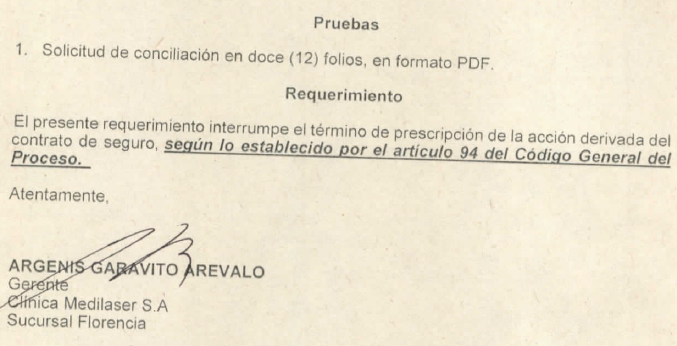 Pruebas
1. Solicitud de conciliación en doce (12) folios, en formato PDF.
Requerimiento
El presente requerimiento interrumpe el término de prescripción de la acción derivada del
contrato de seguro, según lo establecido por el artículo 94 del Código General del
Proceso.
Atentamente,
ARGENIS GARAVITO AREVALO
Gerente
Clínica Medilaser S.A
Sucursal Florencia